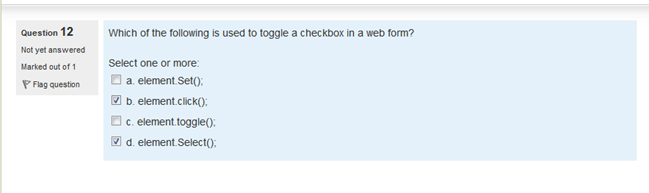 Question 12
Not yet answered
Marked out of 1
Flag question
Which of the following is used to toggle a checkbox in a web form?
Select one or more:
a. element.Set();
b. element.click();
c. element.toggle();
d. element.Select();